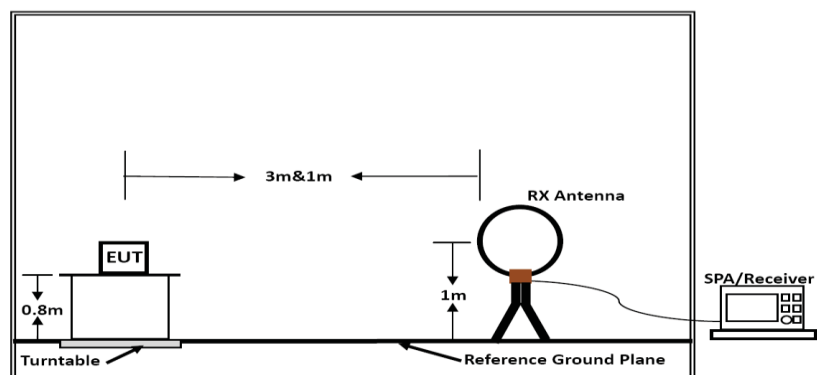 3m&1m
RX Antenna
EUT
SPA/Receiver
0.8m
1m
Turntable
Reference Ground Plane